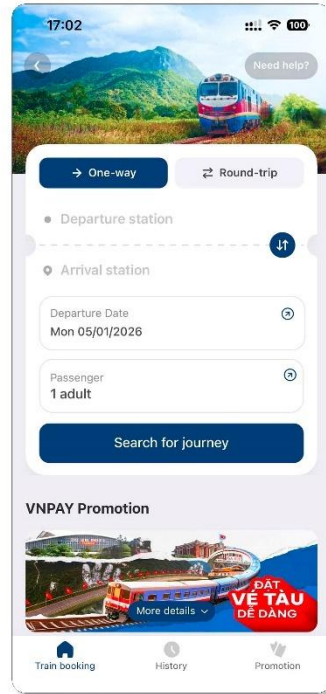 17:02
100
Need help?
→ One-way
⇄ Round-trip
Departure station
Arrival station
Departure Date
Mon 05/01/2026
Passenger
1 adult
Search for journey
VNPAY Promotion
ĐẶT
VÉ TÀU
DỄ DÀNG
More details
Train booking
History
Promotion